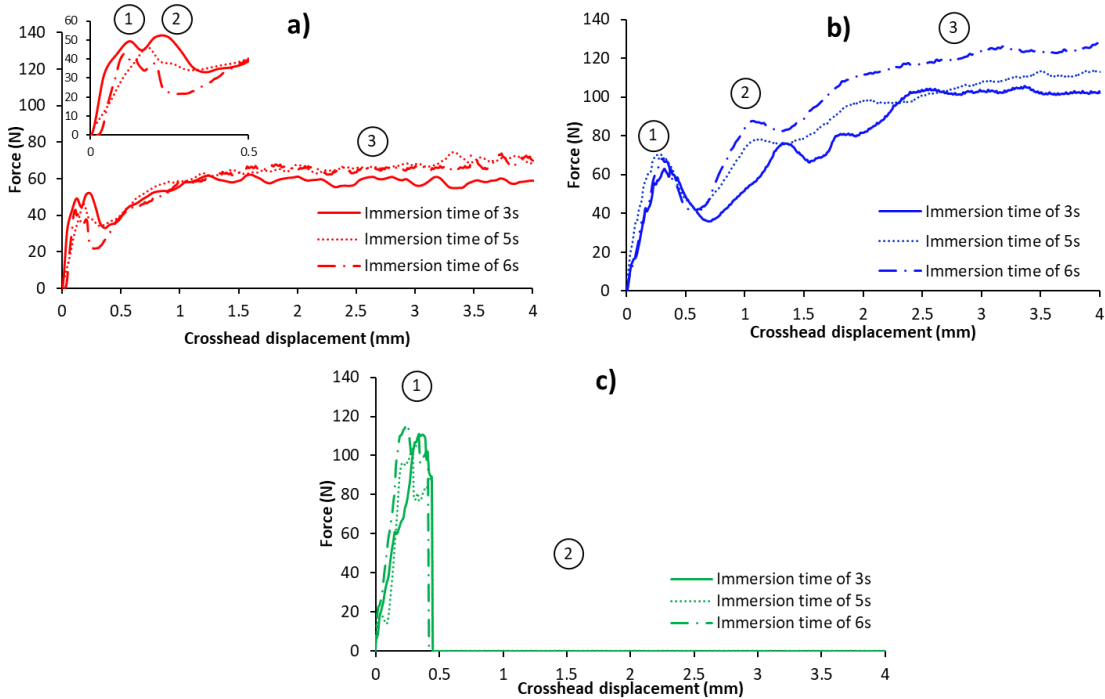 a)
1
2
60
50
40
30
20
10
0
0
0.5
140
120
100
80
60
40
20
0
Force (N)
3
Immersion time of 3s
Immersion time of 5s
Immersion time of 6s
0 0.5 1 1.5 2 2.5 3 3.5 4
Crosshead displacement (mm)
b)
140
120
100
80
60
40
20
0
Force (N)
1
2
3
Immersion time of 3s
Immersion time of 5s
Immersion time of 6s
0 0.5 1 1.5 2 2.5 3 3.5 4
Crosshead displacement (mm)
c)
140
120
100
80
60
40
20
0
Force (N)
1
2
Immersion time of 3s
Immersion time of 5s
Immersion time of 6s
0 0.5 1 1.5 2 2.5 3 3.5 4
Crosshead displacement (mm)